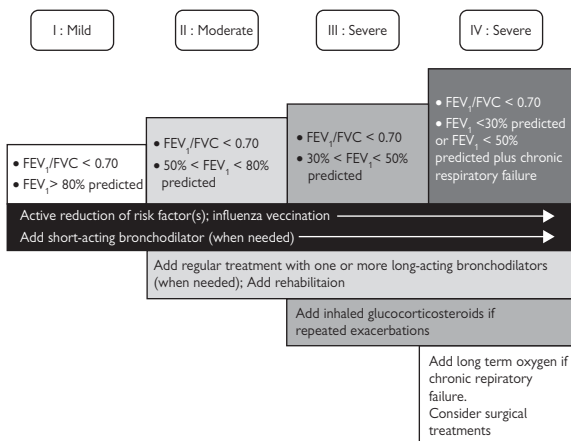 I : Mild
II : Moderate
III : Severe
IV : Severe
• FEV1/FVC < 0.70
• FEV1> 80% predicted
• FEV1/FVC < 0.70
• 50% < FEV1 < 80%
predicted
• FEV1/FVC < 0.70
• 30% < FEV1< 50%
predicted
• FEV1/FVC < 0.70
• FEV1 <30% predicted
or FEV1 < 50%
predicted plus chronic
respiratory failure
Active reduction of risk factor(s); influenza veccination
Add short-acting bronchodilator (when needed)
Add regular treatment with one or more long-acting bronchodilators
(when needed); Add rehabilitaion
Add inhaled glucocorticosteroids if
repeated exacerbations
Add long term oxygen if
chronic repiratory
failure.
Consider surgical
treatments